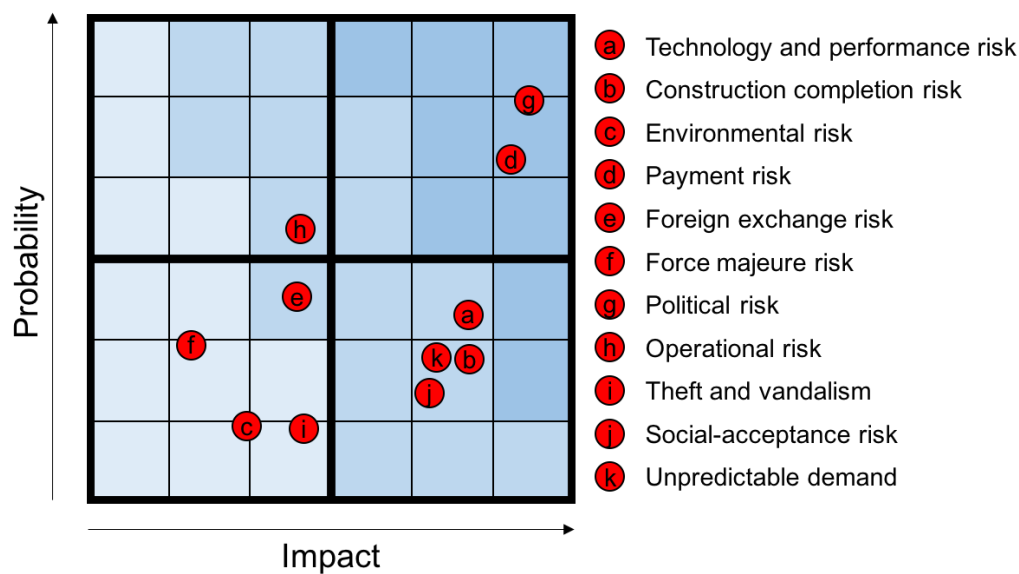 Probability
g
d
h
e
a
f
k b
j
c i
Impact
a Technology and performance risk
b Construction completion risk
c Environmental risk
d Payment risk
e Foreign exchange risk
f Force majeure risk
g Political risk
h Operational risk
i Theft and vandalism
j Social-acceptance risk
k Unpredictable demand